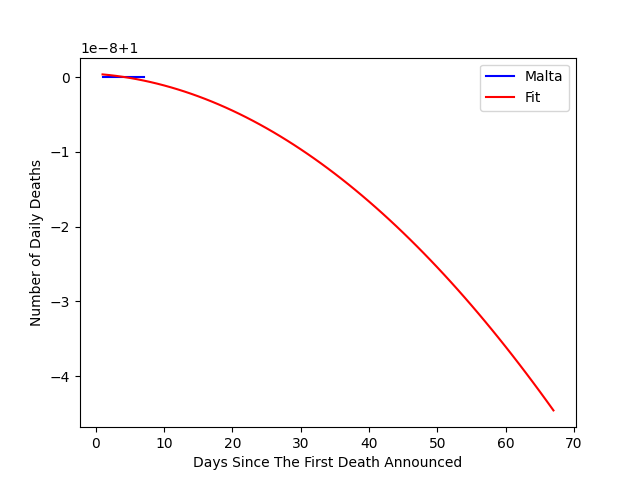 1e−8+1
Malta
Fit
0
−1
−2
−3
−4
Number of Daily Deaths
0 10 20 30 40 50 60 70
Days Since The First Death Announced